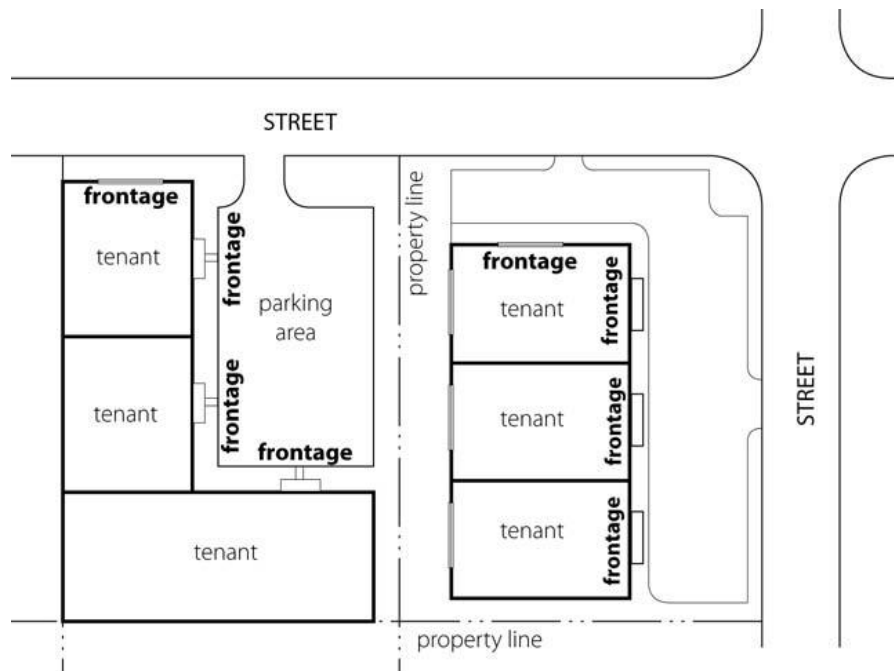 STREET
frontage
tenant
frontage
parking
area
tenant
frontage
frontage
tenant
property line
frontage
tenant
frontage
tenant
frontage
tenant
frontage
STREET
property line